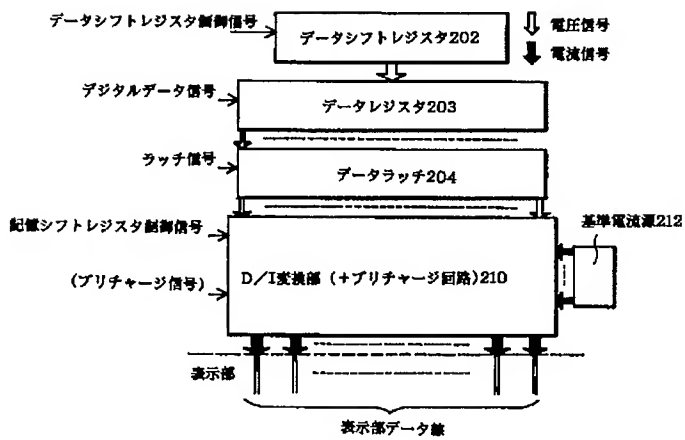 データシフトレジスタ制御信号
データシフトレジスタ202
電圧信号
電流信号
デジタルデータ信号
データレジスタ203
ラッチ信号
データラッチ204
記憶シフトレジスタ制御信号
基準電流源212
(プリチャージ信号)
D/I変換部 (+プリチャージ回路)210
表示部
表示部データ線